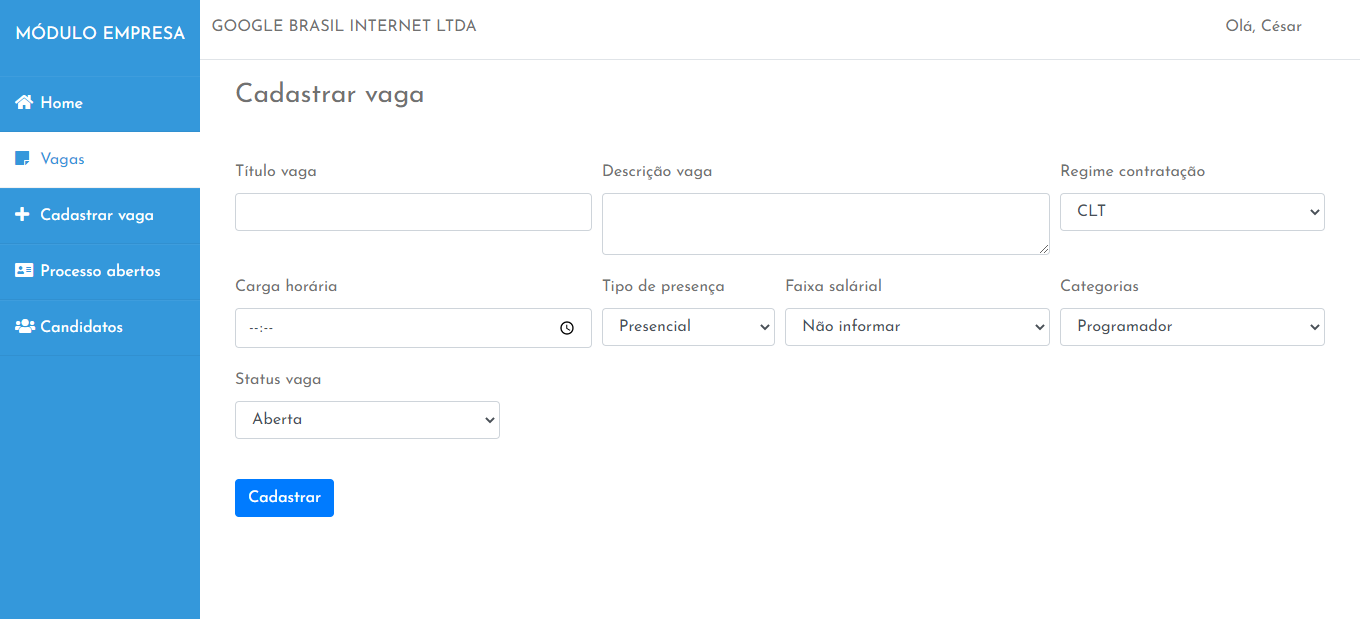 MÓDULO EMPRESA
GOOGLE BRASIL INTERNET LTDA
Olá, César
Home
Vagas
Cadastrar vaga
Processo abertos
Candidatos
Cadastrar vaga
Título vaga
Descrição vaga
Regime contratação
CLT
Carga horária
Tipo de presença
Faixa salárial
Categorias
--:--
Presencial
Não informar
Programador
Status vaga
Aberta
Cadastrar